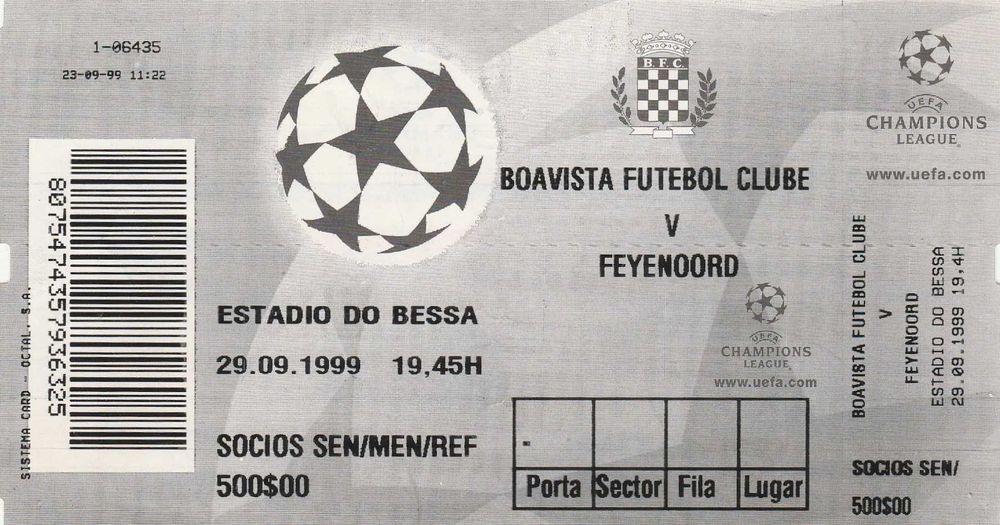 1-06435
23-09-99 11:22
8075474357936325
SISTEMA CARD - OCTAL, S.A.
B.F.C.
BOAVISTA FUTEBOL CLUBE
V
FEYENOORD
ESTADIO DO BESSA
29.09.1999 19,45H
SOCIOS SEN/MEN/REF
500$00
UEFA
CHAMPIONS
LEAGUE
www.uefa.com
Porta Sector Fila Lugar
UEFA
CHAMPIONS
LEAGUE
www.uefa.com
BOAVISTA FUTEBOL CLUBE
V
FEYENOORD
ESTADIO DO BESSA
29.09.1999 19,4H
SOCIOS SEN/
500$00